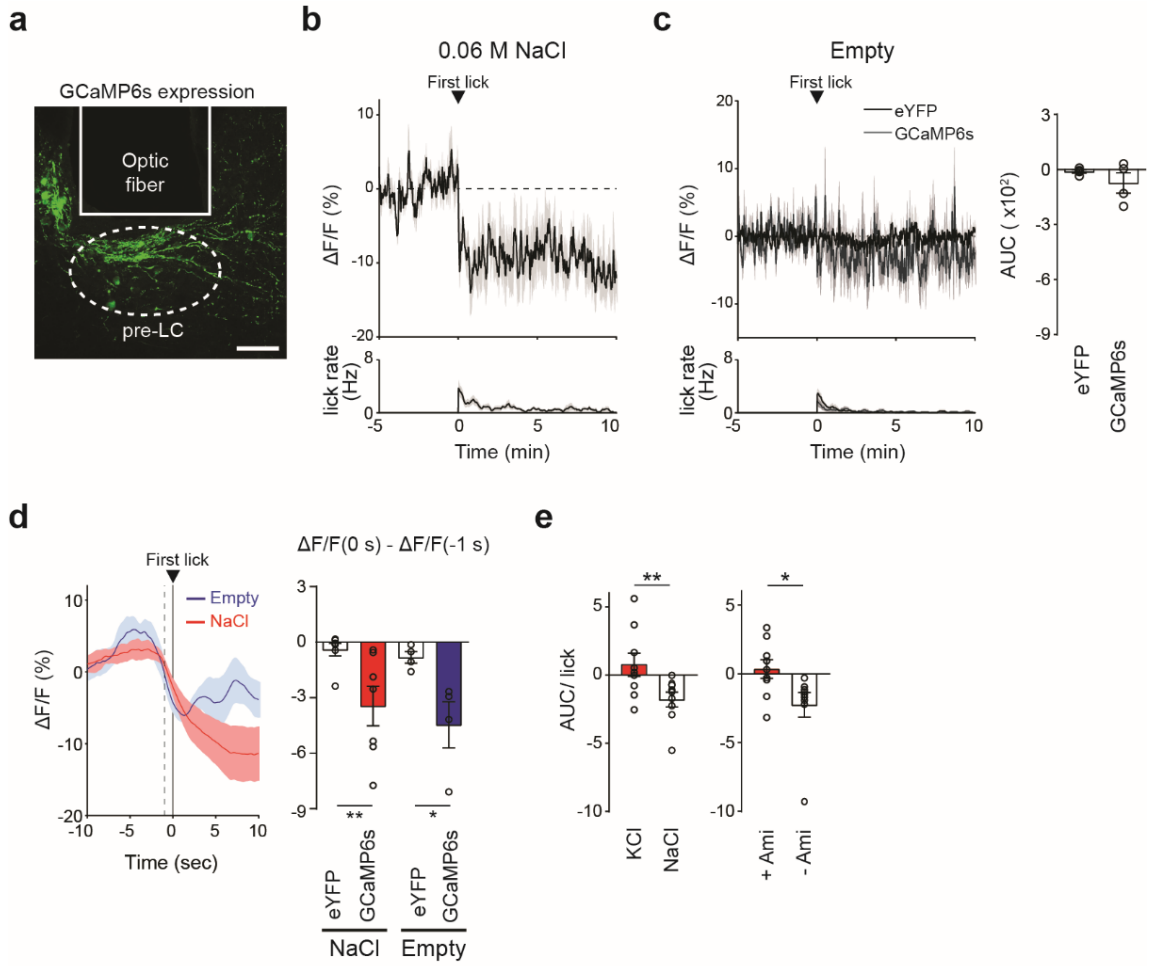 a
GCaMP6s expression
Optic
fiber
pre-LC
b
0.06 M NaCl
First lick
10
0
-10
-20
ΔF/F (%)
8
0
lick rate
(Hz)
-5
0
5
10
Time (min)
c
Empty
First lick
eYFP
GCaMP6s
20
10
0
-10
ΔF/F (%)
8
0
lick rate
(Hz)
-5
0
5
10
Time (min)
3
0
-3
-6
-9
AUC ( x10²)
eYFP
GCaMP6s
d
First lick
Empty
NaCl
10
0
-10
-20
ΔF/F (%)
-10
-5
0
5
10
Time (sec)
ΔF/F(0 s) - ΔF/F(-1 s)
3
0
-3
-6
-9
**
*
eYFP
GCaMP6s
eYFP
GCaMP6s
NaCl
Empty
e
**
5
0
-5
-10
AUC/ lick
KCl
NaCl
*
5
0
-5
-10
+ Ami
- Ami